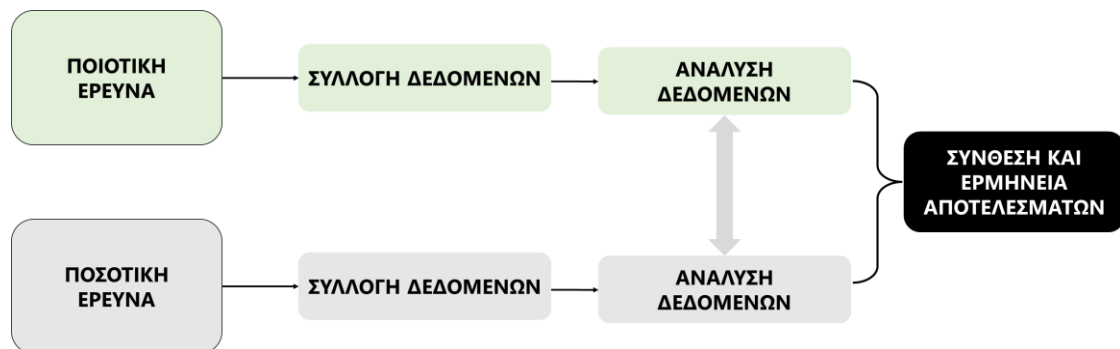 ΠΟΙΟΤΙΚΗ
ΕΡΕΥΝΑ
ΣΥΛΛΟΓΗ ΔΕΔΟΜΕΝΩΝ
ΑΝΑΛΥΣΗ
ΔΕΔΟΜΕΝΩΝ
ΣΥΝΘΕΣΗ ΚΑΙ
ΕΡΜΗΝΕΙΑ
ΑΠΟΤΕΛΕΣΜΑΤΩΝ
ΠΟΣΟΤΙΚΗ
ΕΡΕΥΝΑ
ΣΥΛΛΟΓΗ ΔΕΔΟΜΕΝΩΝ
ΑΝΑΛΥΣΗ
ΔΕΔΟΜΕΝΩΝ